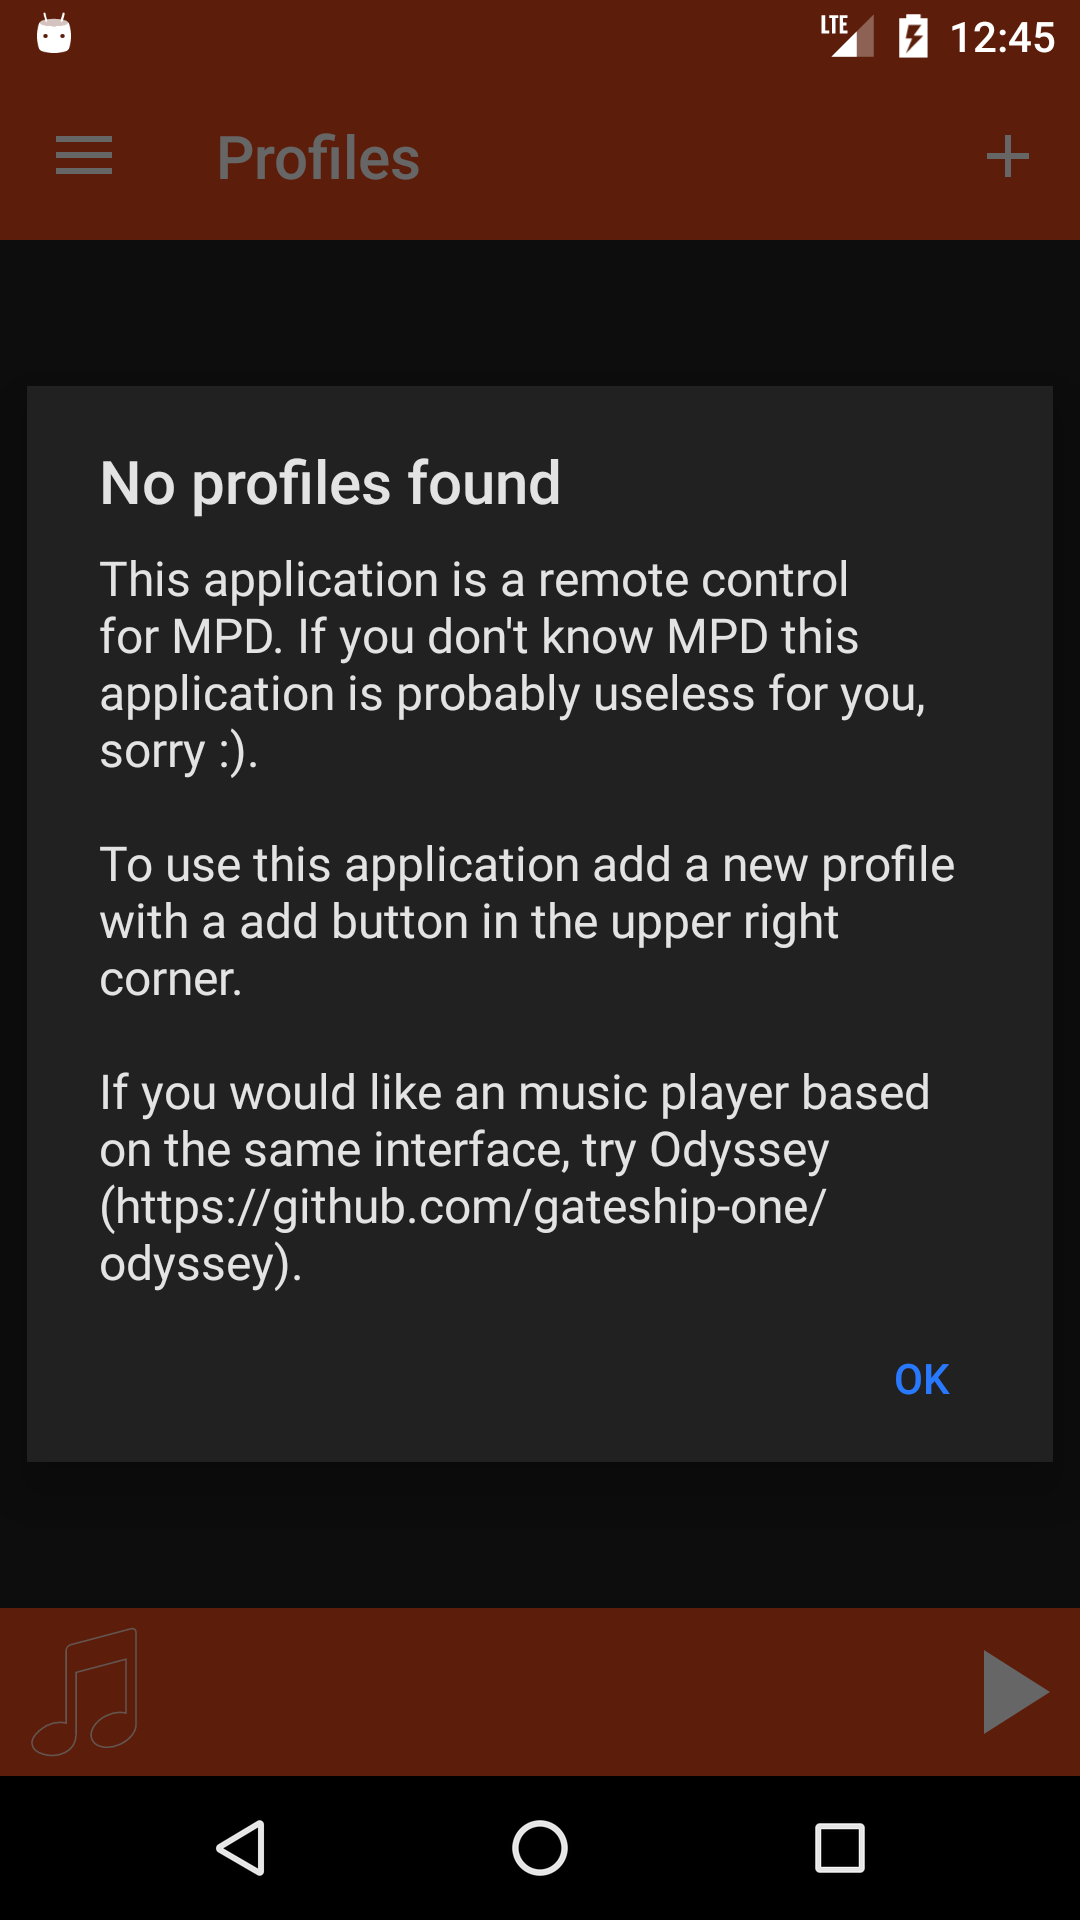 LTE 12:45
Profiles
No profiles found
This application is a remote control
for MPD. If you don't know MPD this
application is probably useless for you,
sorry :).
To use this application add a new profile
with a add button in the upper right
corner.
If you would like an music player based
on the same interface, try Odyssey
(https://github.com/gateship-one/
odyssey).
OK